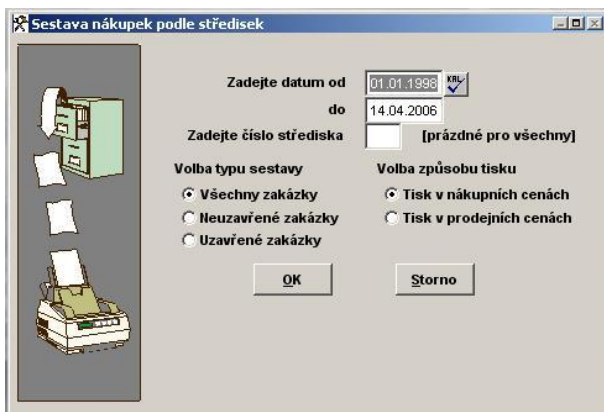 Sestava nákupek podle středisek
Zadejte datum od 01.01.1998 KAL
do 14.04.2006
Zadejte číslo střediska [prázdné pro všechny]
Volba typu sestavy Volba způsobu tisku
Všechny zakázky Tisk v nákupních cenách
Neuzavřené zakázky Tisk v prodejních cenách
Uzavřené zakázky
OK Storno